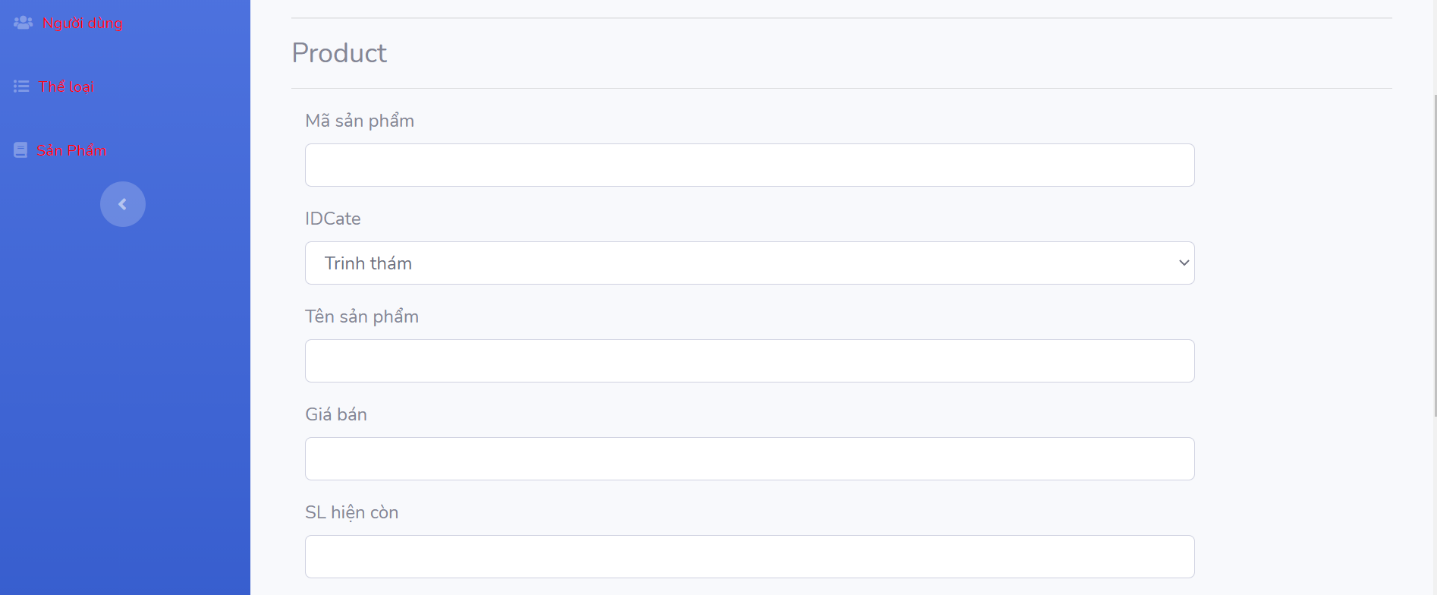 Người dùng
Thể loại
Sản Phẩm
Product
Mã sản phẩm
IDCate
Trinh thám
Tên sản phẩm
Giá bán
SL hiện còn